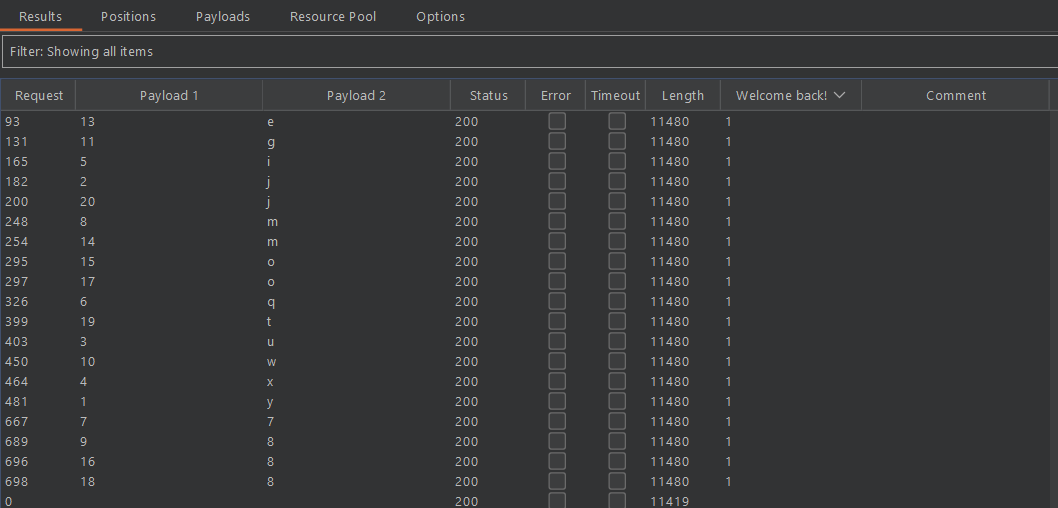 Results Positions Payloads Resource Pool Options
Filter: Showing all items
Request Payload 1 Payload 2 Status Error Timeout Length Welcome back! Comment
93 13 e 200 11480 1
131 11 g 200 11480 1
165 5 i 200 11480 1
182 2 j 200 11480 1
200 20 j 200 11480 1
248 8 m 200 11480 1
254 14 m 200 11480 1
295 15 o 200 11480 1
297 17 o 200 11480 1
326 6 q 200 11480 1
399 19 t 200 11480 1
403 3 u 200 11480 1
450 10 w 200 11480 1
464 4 x 200 11480 1
481 1 y 200 11480 1
667 7 7 200 11480 1
689 9 8 200 11480 1
696 16 8 200 11480 1
698 18 8 200 11480 1
0 200 11419